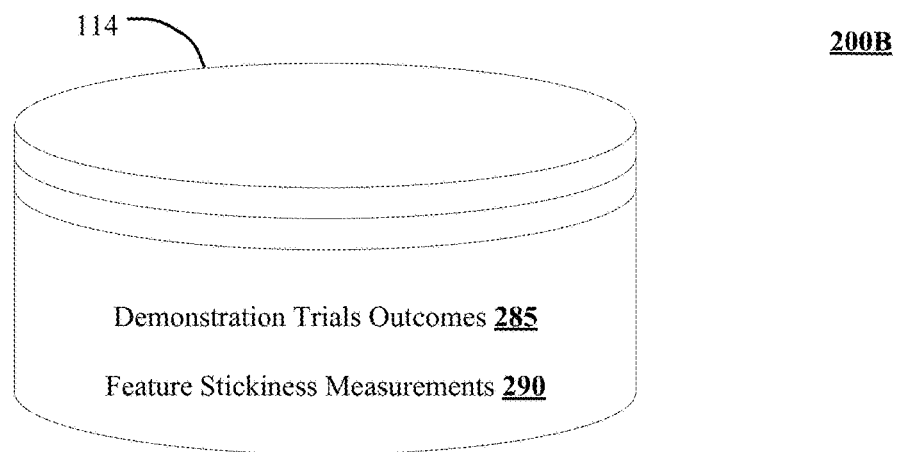 114
200B
Demonstration Trials Outcomes 285
Feature Stickiness Measurements 290